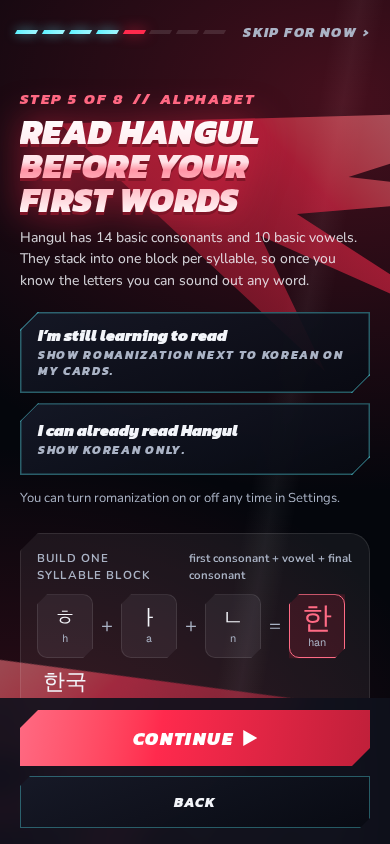 SKIP FOR NOW >
STEP 5 OF 8 // ALPHABET
READ HANGUL
BEFORE YOUR
FIRST WORDS
Hangul has 14 basic consonants and 10 basic vowels.
They stack into one block per syllable, so once you
know the letters you can sound out any word.
I'm still learning to read
SHOW ROMANIZATION NEXT TO KOREAN ON
MY CARDS.
I can already read Hangul
SHOW KOREAN ONLY.
You can turn romanization on or off any time in Settings.
BUILD ONE
SYLLABLE BLOCK
first consonant + vowel + final
consonant
ㅎ + ㅏ + ㄴ = 한
h a n han
한국
CONTINUE ▶
BACK